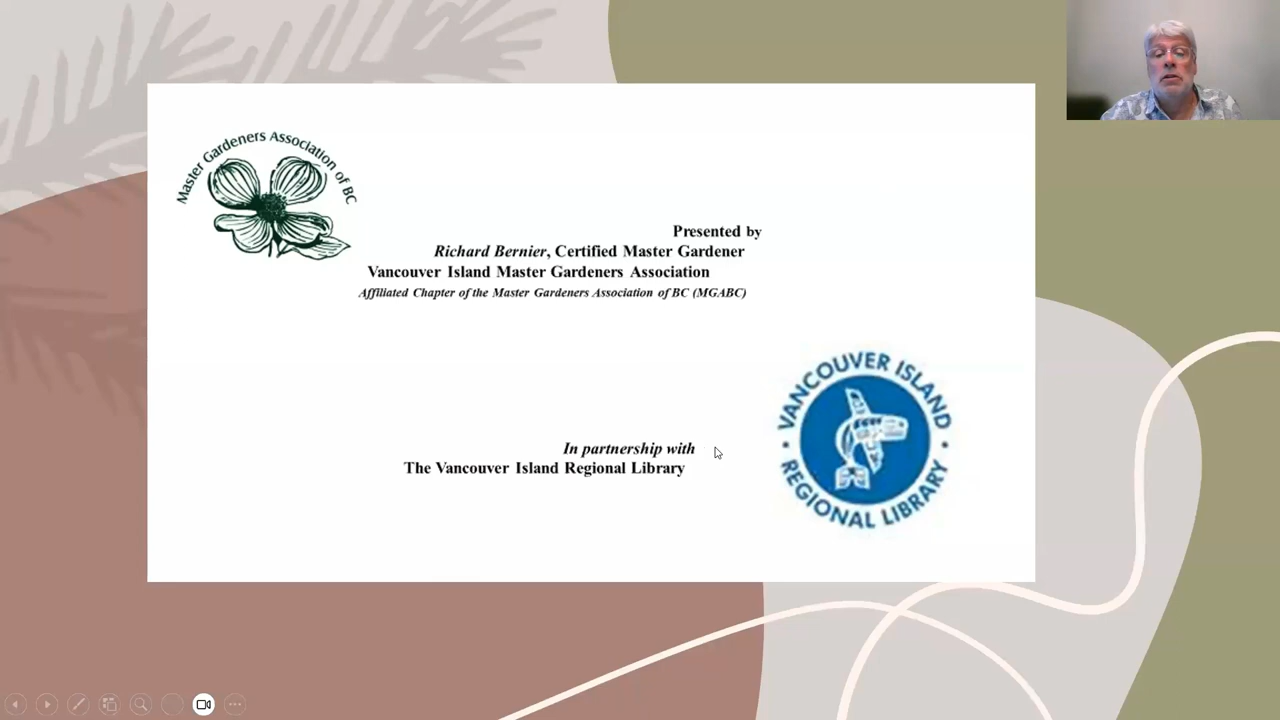 Master Gardeners Association of BC
Presented by
Richard Bernier, Certified Master Gardener
Vancouver Island Master Gardeners Association
Affiliated Chapter of the Master Gardeners Association of BC (MGABC)
VANCOUVER ISLAND
REGIONAL LIBRARY
In partnership with
The Vancouver Island Regional Library